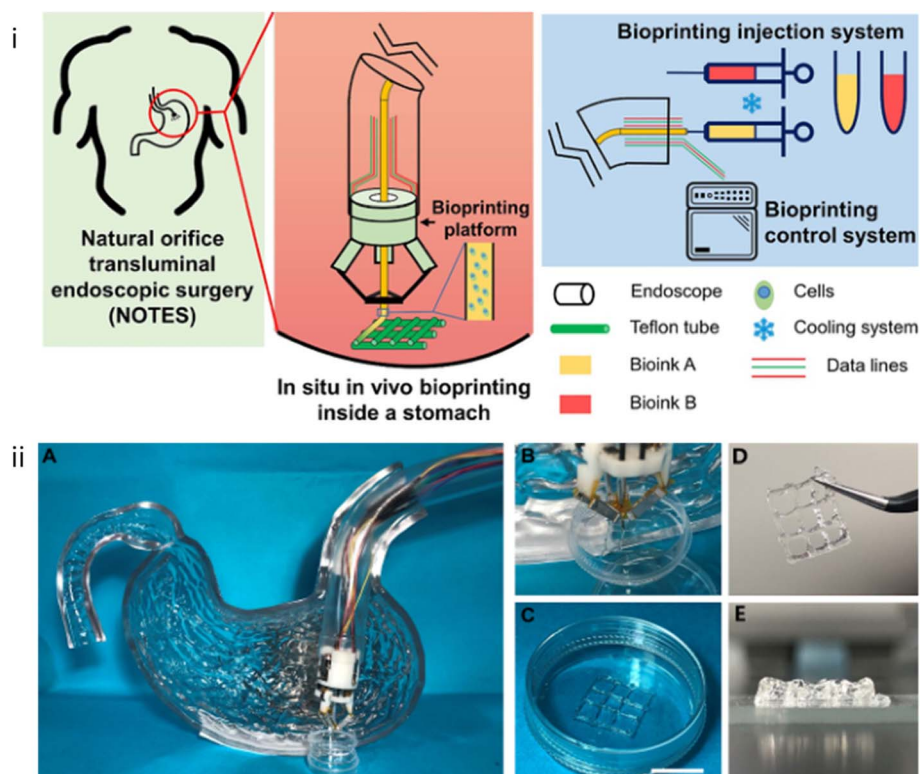 i
Natural orifice
transluminal
endoscopic surgery
(NOTES)
Bioprinting
platform
In situ in vivo bioprinting
inside a stomach
Bioprinting injection system
Bioprinting
control system
Endoscope
Cells
Teflon tube
Cooling system
Bioink A
Data lines
Bioink B
ii
A
B
C
D
E